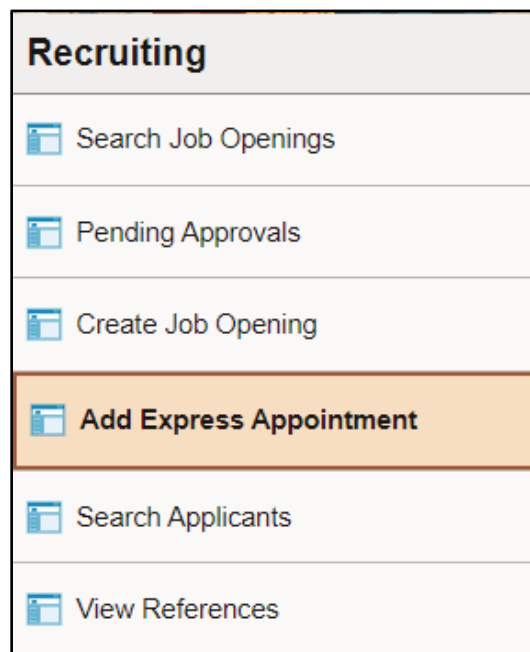 Recruiting
Search Job Openings
Pending Approvals
Create Job Opening
Add Express Appointment
Search Applicants
View References